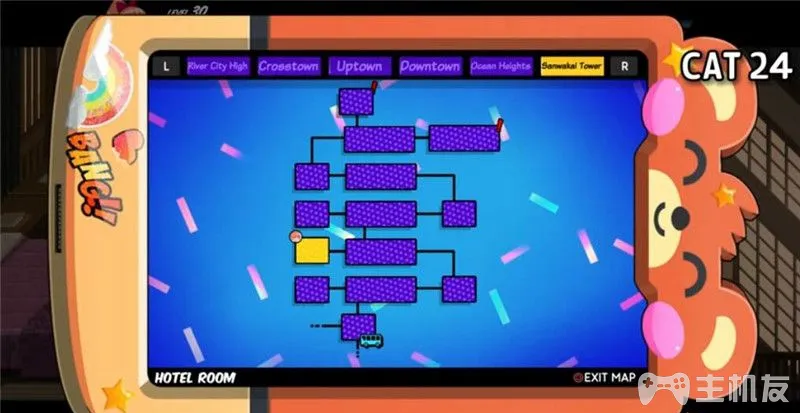 LEVEL 30
L
River City High
Crosstown
Uptown
Downtown
Ocean Heights
Sanwakai Tower
R
CAT 24
BANG!!
HOTEL ROOM
EXIT MAP
主机友